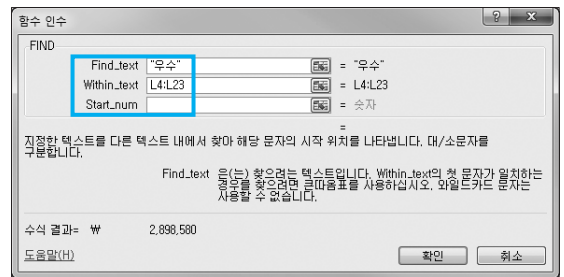 함수 인수
FIND
Find_text "우수" = "우수"
Within_text L4:L23 = L4:L23
Start_num = 숫자
=
지정한 텍스트를 다른 텍스트 내에서 찾아 해당 문자의 시작 위치를 나타냅니다. 대/소문자를
구분합니다.
Find_text 은(는) 찾으려는 텍스트입니다. Within_text의 첫 문자가 일치하는
경우를 찾으려면 큰따옴표를 사용하십시오. 와일드카드 문자는
사용할 수 없습니다.
수식 결과= ₩ 2,898,580
도움말(H) 확인 취소